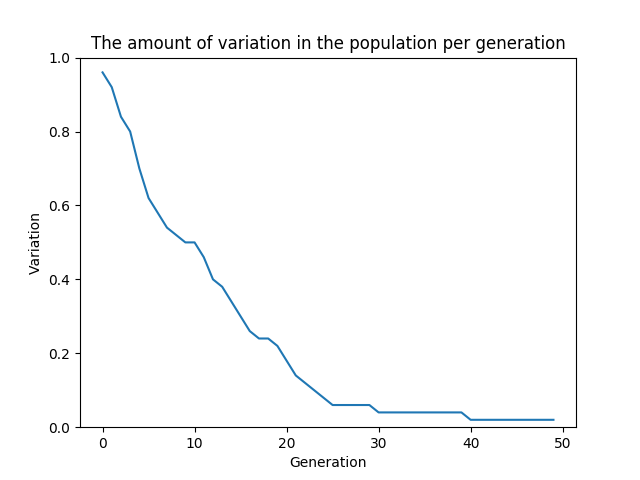 The amount of variation in the population per generation
1.0
0.8
0.6
0.4
0.2
0.0
Variation
0 10 20 30 40 50
Generation